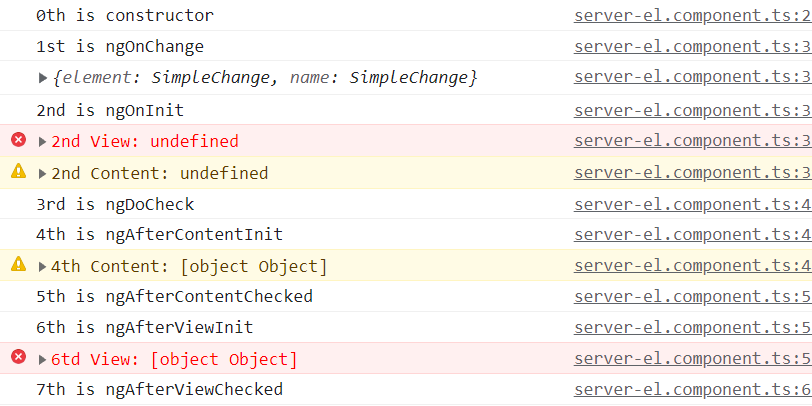 0th is constructor server-el.component.ts:2
1st is ngOnChange server-el.component.ts:3
{element: SimpleChange, name: SimpleChange} server-el.component.ts:3
2nd is ngOnInit server-el.component.ts:3
2nd View: undefined server-el.component.ts:3
2nd Content: undefined server-el.component.ts:3
3rd is ngDoCheck server-el.component.ts:4
4th is ngAfterContentInit server-el.component.ts:4
4th Content: [object Object] server-el.component.ts:4
5th is ngAfterContentChecked server-el.component.ts:5
6th is ngAfterViewInit server-el.component.ts:5
6td View: [object Object] server-el.component.ts:5
7th is ngAfterViewChecked server-el.component.ts:6